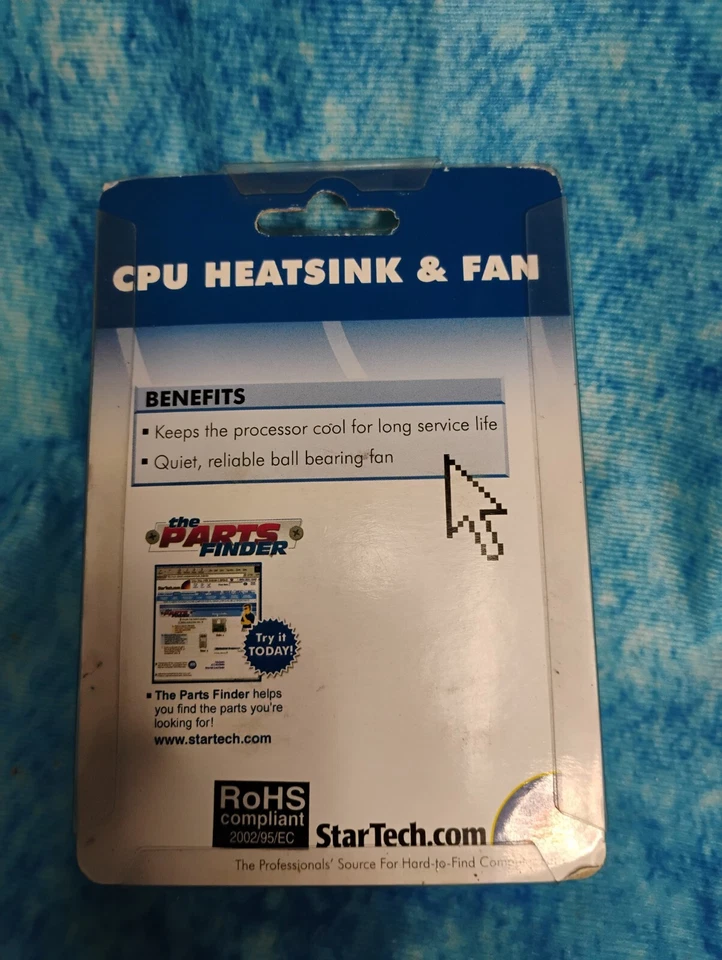 CPU HEATSINK & FAN
BENEFITS
▪ Keeps the processor cool for long service life
▪ Quiet, reliable ball bearing fan
the
PARTS
FINDER
StarTech.com
Try it
TODAY!
▪ The Parts Finder helps
you find the parts you're
looking for!
www.startech.com
RoHS
compliant
2002/95/EC
StarTech.com
The Professionals' Source For Hard-to-Find